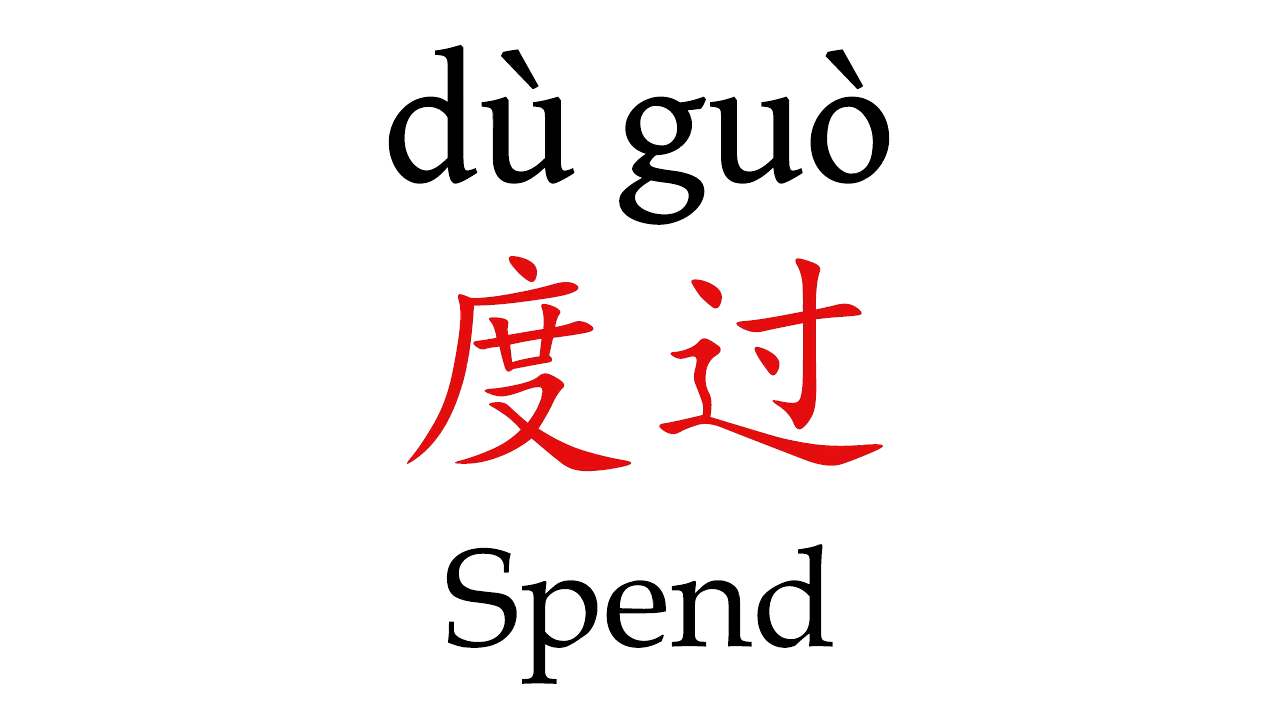 dù guò
度过
Spend